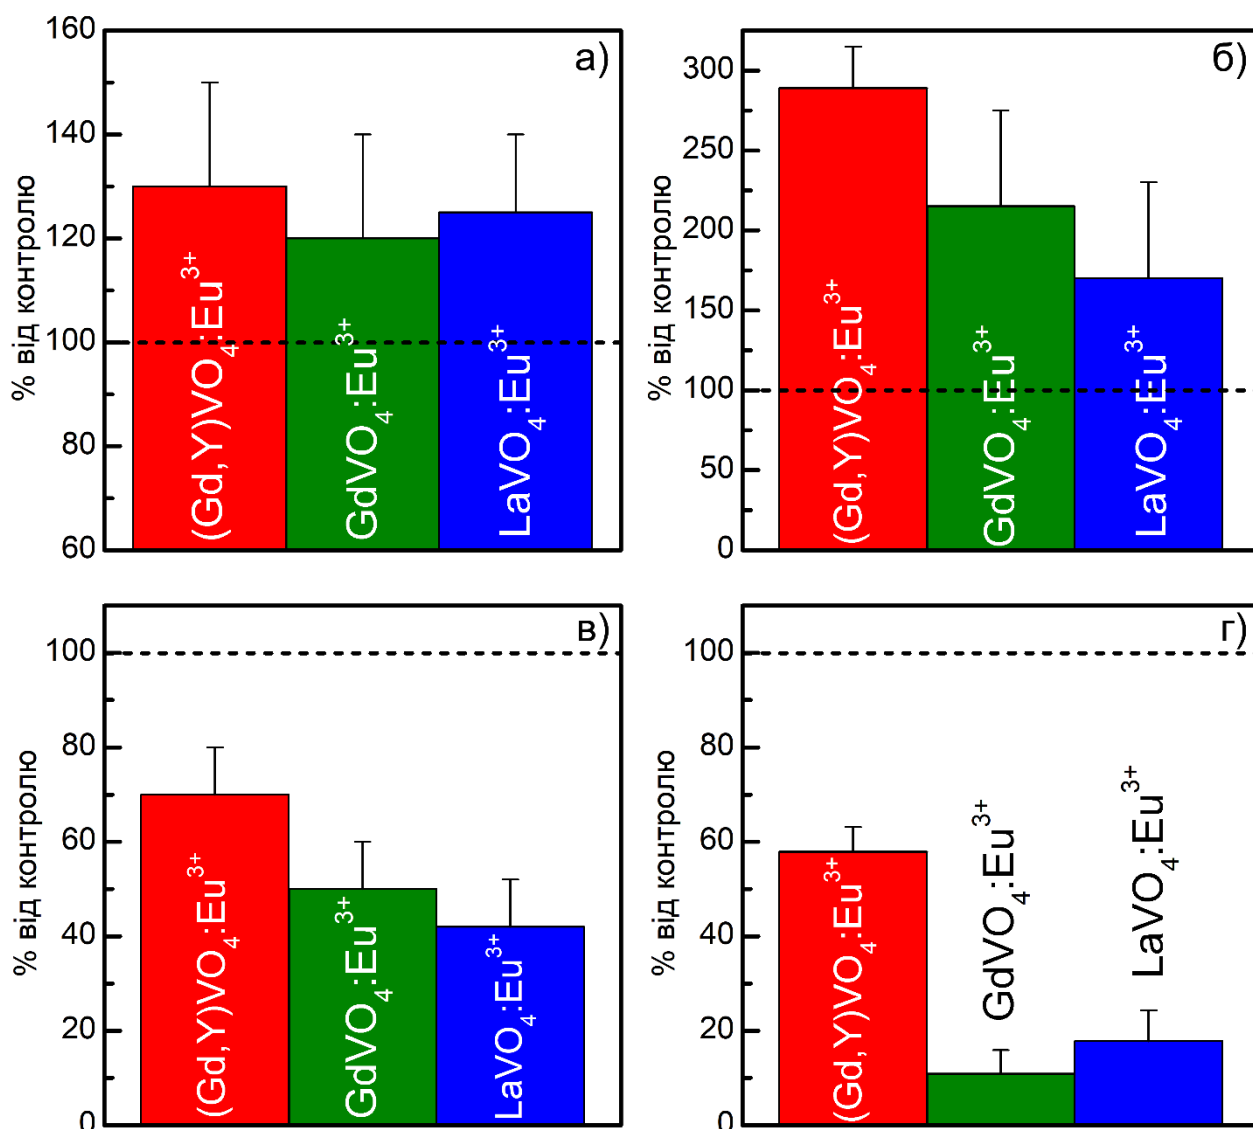 а)
% від контролю
160
140
120
100
80
60
(Gd,Y)VO₄:Eu³⁺
GdVO₄:Eu³⁺
LaVO₄:Eu³⁺
б)
% від контролю
300
250
200
150
100
50
0
(Gd,Y)VO₄:Eu³⁺
GdVO₄:Eu³⁺
LaVO₄:Eu³⁺
в)
% від контролю
100
80
60
40
20
0
(Gd,Y)VO₄:Eu³⁺
GdVO₄:Eu³⁺
LaVO₄:Eu³⁺
г)
% від контролю
100
80
60
40
20
0
(Gd,Y)VO₄:Eu³⁺
GdVO₄:Eu³⁺
LaVO₄:Eu³⁺